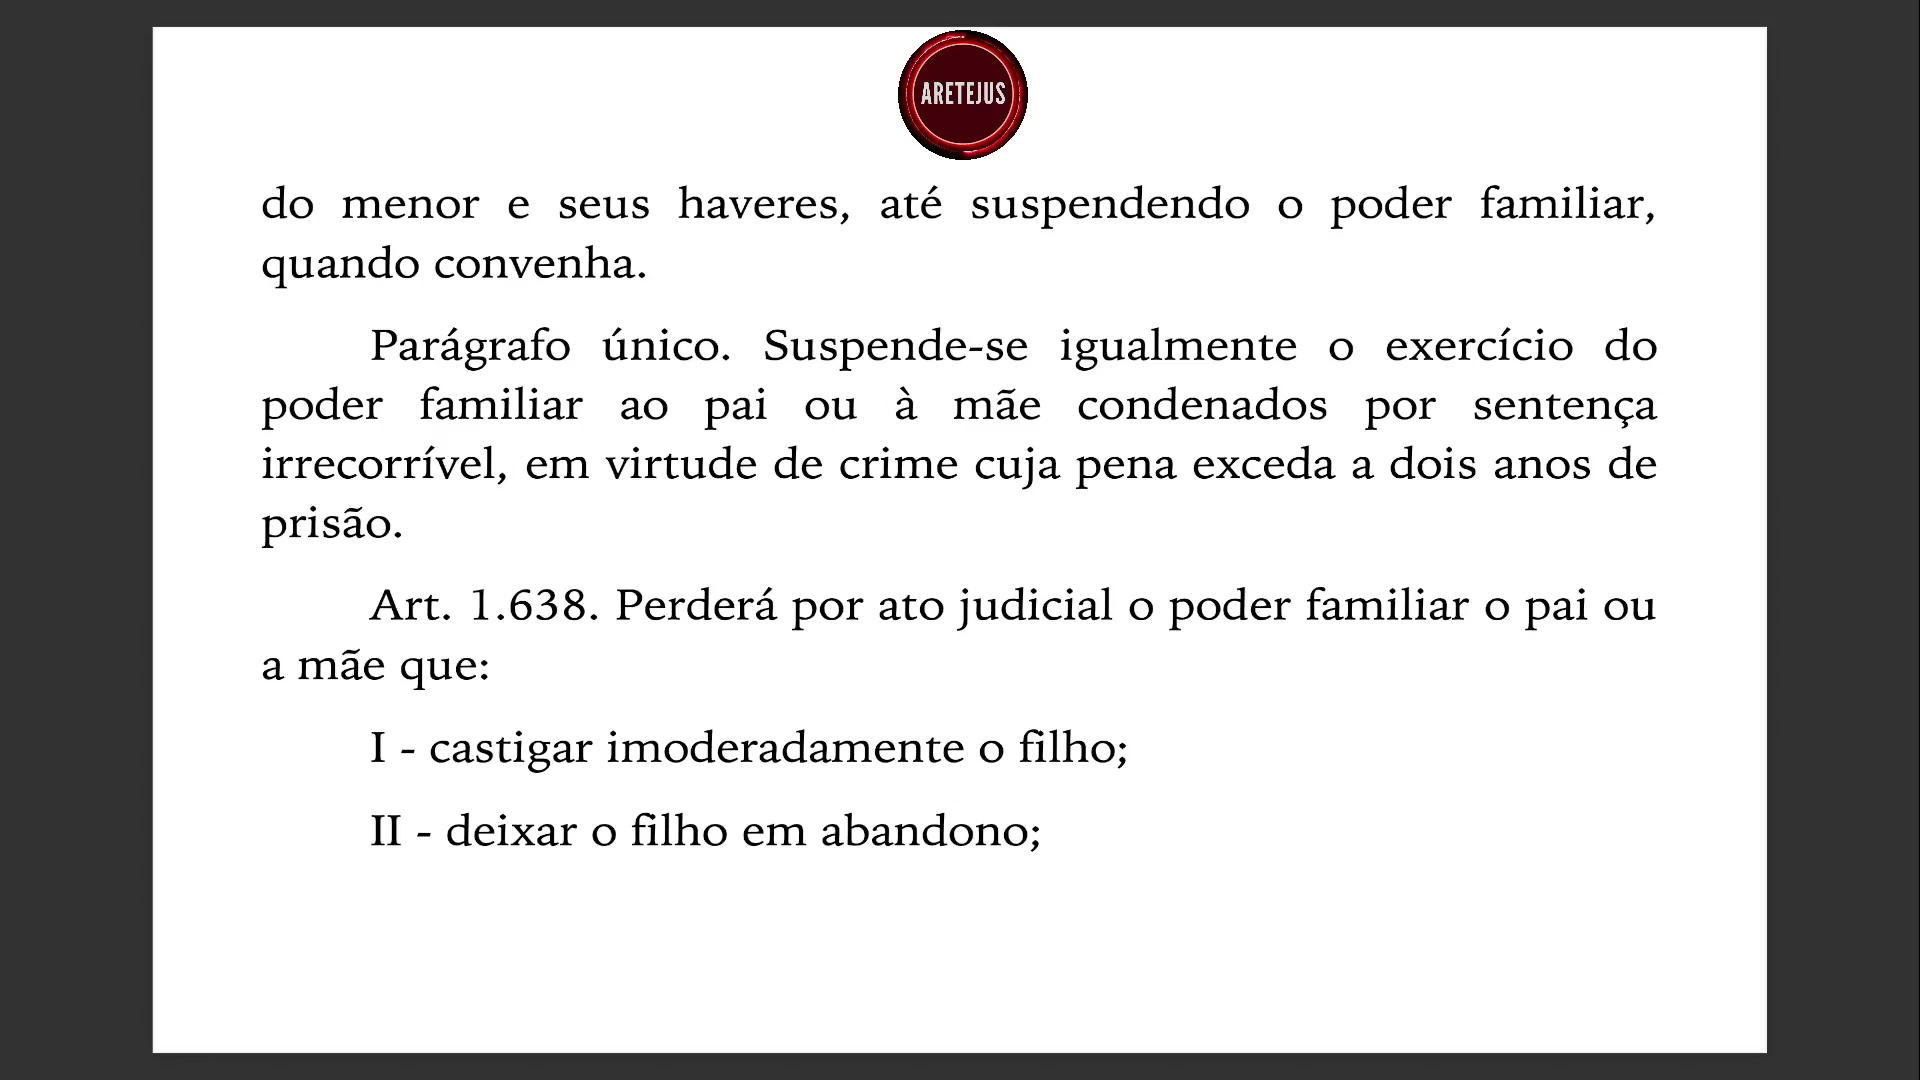 ARETEJUS
do menor e seus haveres, até suspendendo o poder familiar,
quando convenha.
Parágrafo único. Suspende-se igualmente o exercício do
poder familiar ao pai ou à mãe condenados por sentença
irrecorrível, em virtude de crime cuja pena exceda a dois anos de
prisão.
Art. 1.638. Perderá por ato judicial o poder familiar o pai ou
a mãe que:
I - castigar imoderadamente o filho;
II - deixar o filho em abandono;